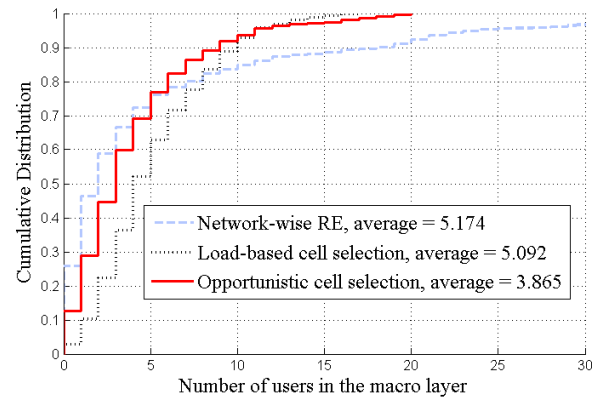 1
0.9
0.8
0.7
0.6
0.5
0.4
0.3
0.2
0.1
0
Cumulative Distribution
Network-wise RE, average = 5.174
Load-based cell selection, average = 5.092
Opportunistic cell selection, average = 3.865
0 5 10 15 20 25 30
Number of users in the macro layer